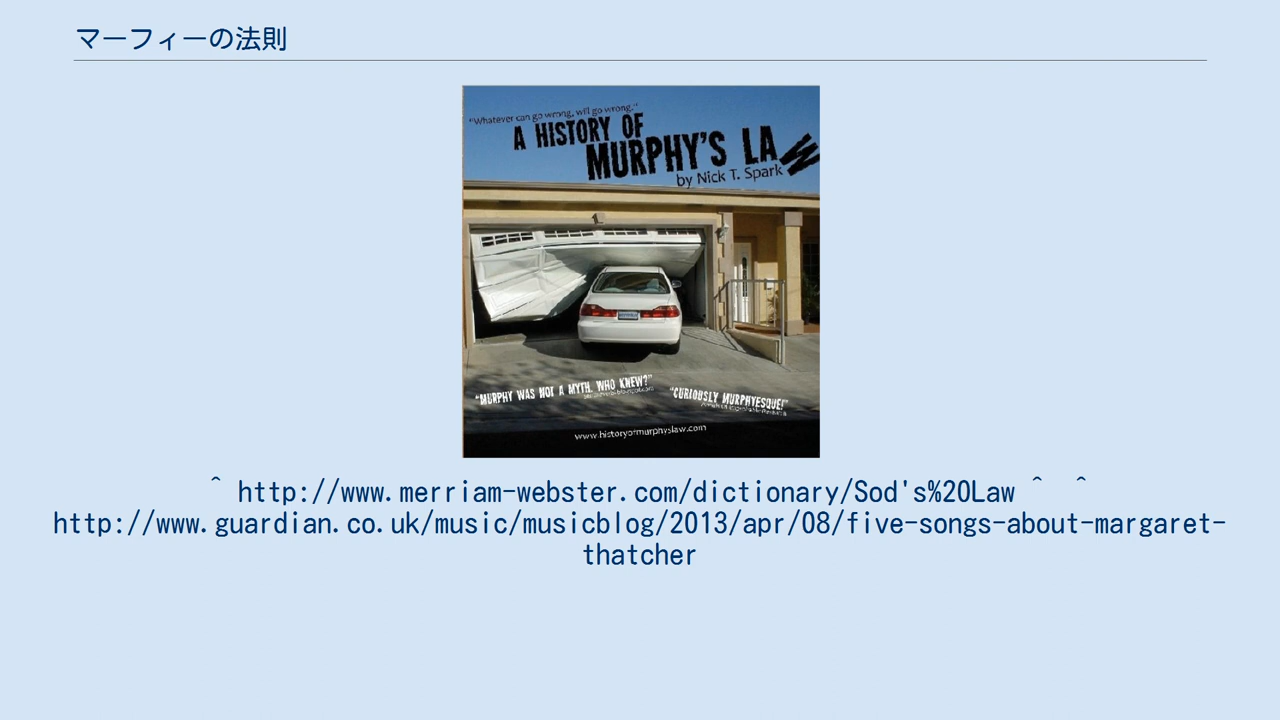 マーフィーの法則
"Whatever can go wrong, will go wrong."
A HISTORY OF
MURPHY'S LAW
by Nick T. Spark
"MURPHY WAS NOT A MYTH. WHO KNEW?"
"CURIOUSLY MURPHYESQUE!"
www.historyofmurphyslaw.com
^ http://www.merriam-webster.com/dictionary/Sod's%20Law ^ ^
http://www.guardian.co.uk/music/musicblog/2013/apr/08/five-songs-about-margaret-
thatcher